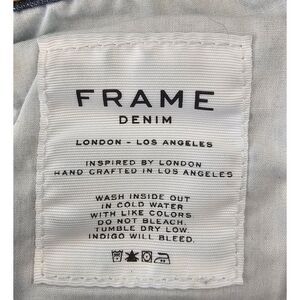 FRAME
DENIM
LONDON - LOS ANGELES
INSPIRED BY LONDON
HAND CRAFTED IN LOS ANGELES
WASH INSIDE OUT
IN COLD WATER
WITH LIKE COLORS.
DO NOT BLEACH.
TUMBLE DRY LOW.
INDIGO WILL BLEED.